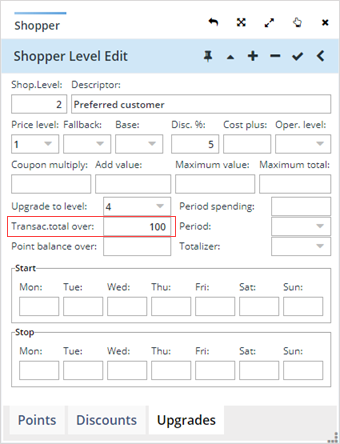 Shopper
Shopper Level Edit
Shop.Level: Descriptor:
2 Preferred customer
Price level: Fallback: Base: Disc. %: Cost plus: Oper. level:
1 5
Coupon multiply: Add value: Maximum value: Maximum total:
Upgrade to level: 4 Period spending:
Transac.total over: 100 Period:
Point balance over: Totalizer:
Start
Mon: Tue: Wed: Thu: Fri: Sat: Sun:
Stop
Mon: Tue: Wed: Thu: Fri: Sat: Sun:
Points Discounts Upgrades